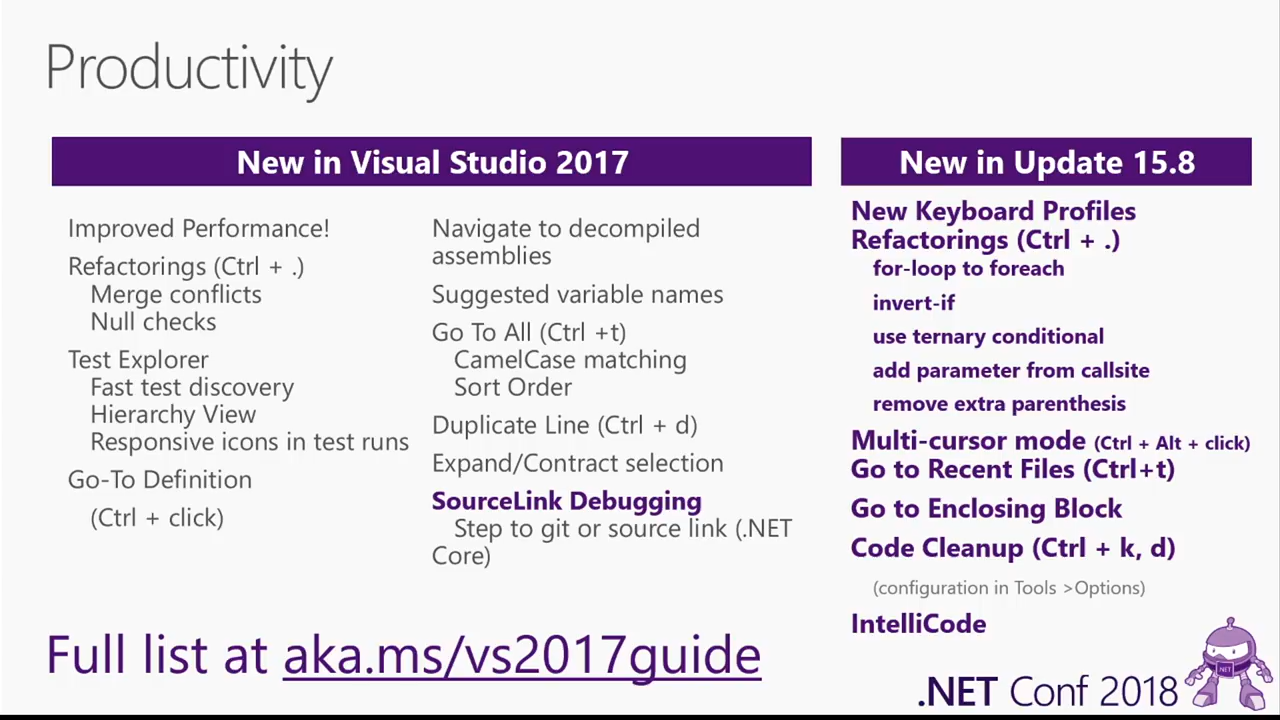 Productivity
New in Visual Studio 2017
Improved Performance!
Refactorings (Ctrl + .)
Merge conflicts
Null checks
Test Explorer
Fast test discovery
Hierarchy View
Responsive icons in test runs
Go-To Definition
(Ctrl + click)
Navigate to decompiled
assemblies
Suggested variable names
Go To All (Ctrl +t)
CamelCase matching
Sort Order
Duplicate Line (Ctrl + d)
Expand/Contract selection
SourceLink Debugging
Step to git or source link (.NET
Core)
New in Update 15.8
New Keyboard Profiles
Refactorings (Ctrl + .)
for-loop to foreach
invert-if
use ternary conditional
add parameter from callsite
remove extra parenthesis
Multi-cursor mode (Ctrl + Alt + click)
Go to Recent Files (Ctrl+t)
Go to Enclosing Block
Code Cleanup (Ctrl + k, d)
(configuration in Tools >Options)
IntelliCode
Full list at aka.ms/vs2017guide
.NET Conf 2018
.NET